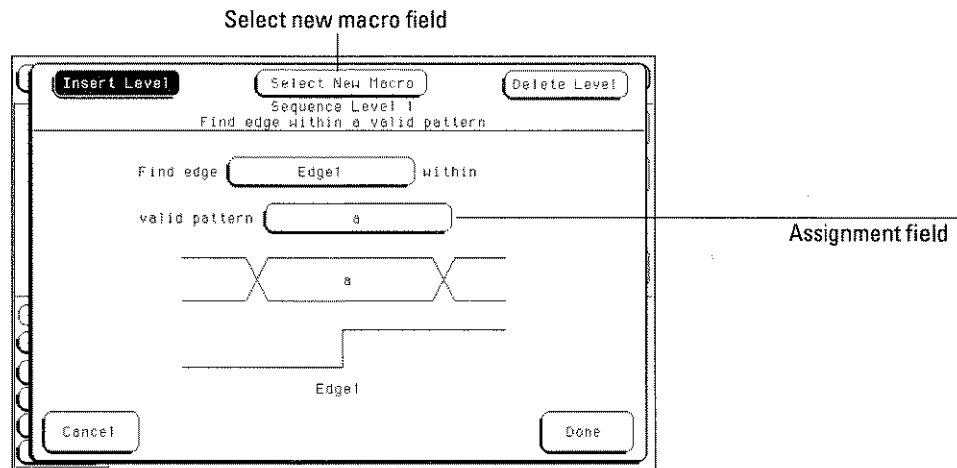 Select new macro field
Insert Level Select New Macro Delete Level
Sequence Level 1
Find edge within a valid pattern
Find edge Edge1 within
valid pattern a
Assignment field
a
Edge1
Cancel Done